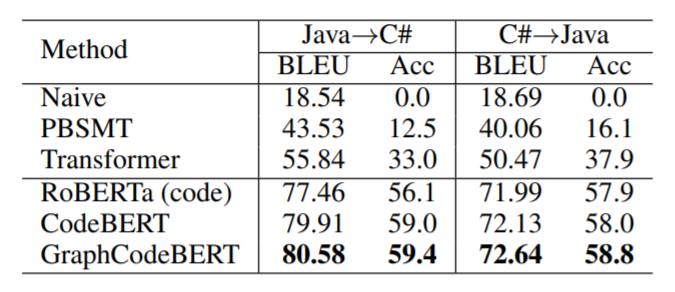 Method Java→C# C#→Java
BLEU Acc BLEU Acc
Naive 18.54 0.0 18.69 0.0
PBSMT 43.53 12.5 40.06 16.1
Transformer 55.84 33.0 50.47 37.9
RoBERTa (code) 77.46 56.1 71.99 57.9
CodeBERT 79.91 59.0 72.13 58.0
GraphCodeBERT 80.58 59.4 72.64 58.8